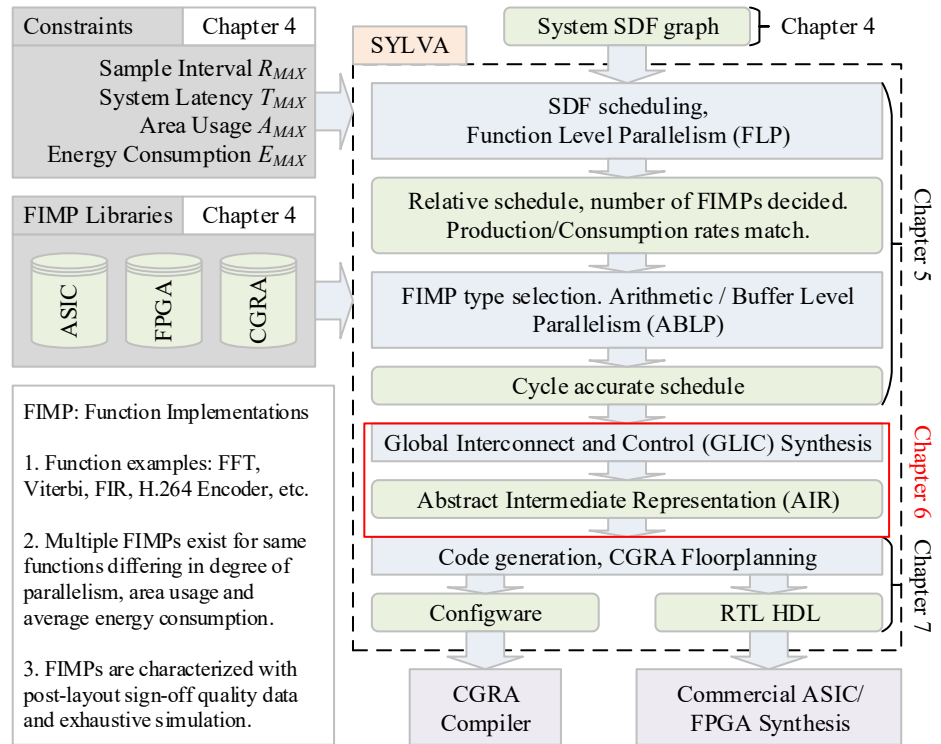 Constraints
Chapter 4
Sample Interval R_MAX
System Latency T_MAX
Area Usage A_MAX
Energy Consumption E_MAX
FIMP Libraries
Chapter 4
ASIC
FPGA
CGRA
FIMP: Function Implementations
1. Function examples: FFT,
Viterbi, FIR, H.264 Encoder, etc.
2. Multiple FIMPs exist for same
functions differing in degree of
parallelism, area usage and
average energy consumption.
3. FIMPs are characterized with
post-layout sign-off quality data
and exhaustive simulation.
SYLVA
System SDF graph
Chapter 4
SDF scheduling,
Function Level Parallelism (FLP)
Relative schedule, number of FIMPs decided.
Production/Consumption rates match.
FIMP type selection. Arithmetic / Buffer Level
Parallelism (ABLP)
Cycle accurate schedule
Chapter 5
Global Interconnect and Control (GLIC) Synthesis
Abstract Intermediate Representation (AIR)
Chapter 6
Code generation, CGRA Floorplanning
Configware
RTL HDL
Chapter 7
CGRA
Compiler
Commercial ASIC/
FPGA Synthesis